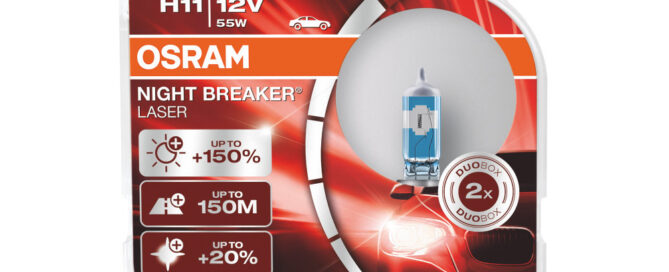 H11 12V
55W
OSRAM
NIGHT BREAKER®
LASER
UP TO
+150%
UP TO
150M
UP TO
+20%
DUOBOX
2x
DUOBOX
OSRAM